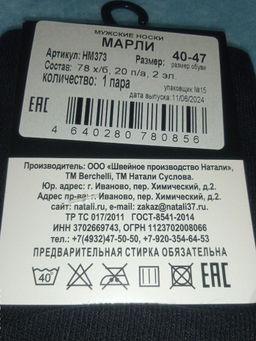 МУЖСКИЕ НОСКИ
МАРЛИ
Артикул: НМ373 Размер: 40-47
размер обуви
Состав: 78 х/б, 20 п/а, 2 эл.
количество: 1 пара
упаковщик №15
дата выпуска: 11/06/2024
EAC
4 640280 780856
Производитель: ООО «Швейное производство Натали»,
ТМ Berchelli, ТМ Натали Суслова.
Юр. адрес: г. Иваново, пер. Химический, д.2.
Адрес пр-ва: г. Иваново, пер. Химический, д.2.
сайт: natali.ru e-mail: zakaz@natali37.ru
ТР ТС 017/2011 ГОСТ-8541-2014
ИНН 3702669743, ОГРН 1123702008066
тел.: +7(4932)47-50-50, +7-920-354-64-53
ПРЕДВАРИТЕЛЬНАЯ СТИРКА ОБЯЗАТЕЛЬНА
40 EAC